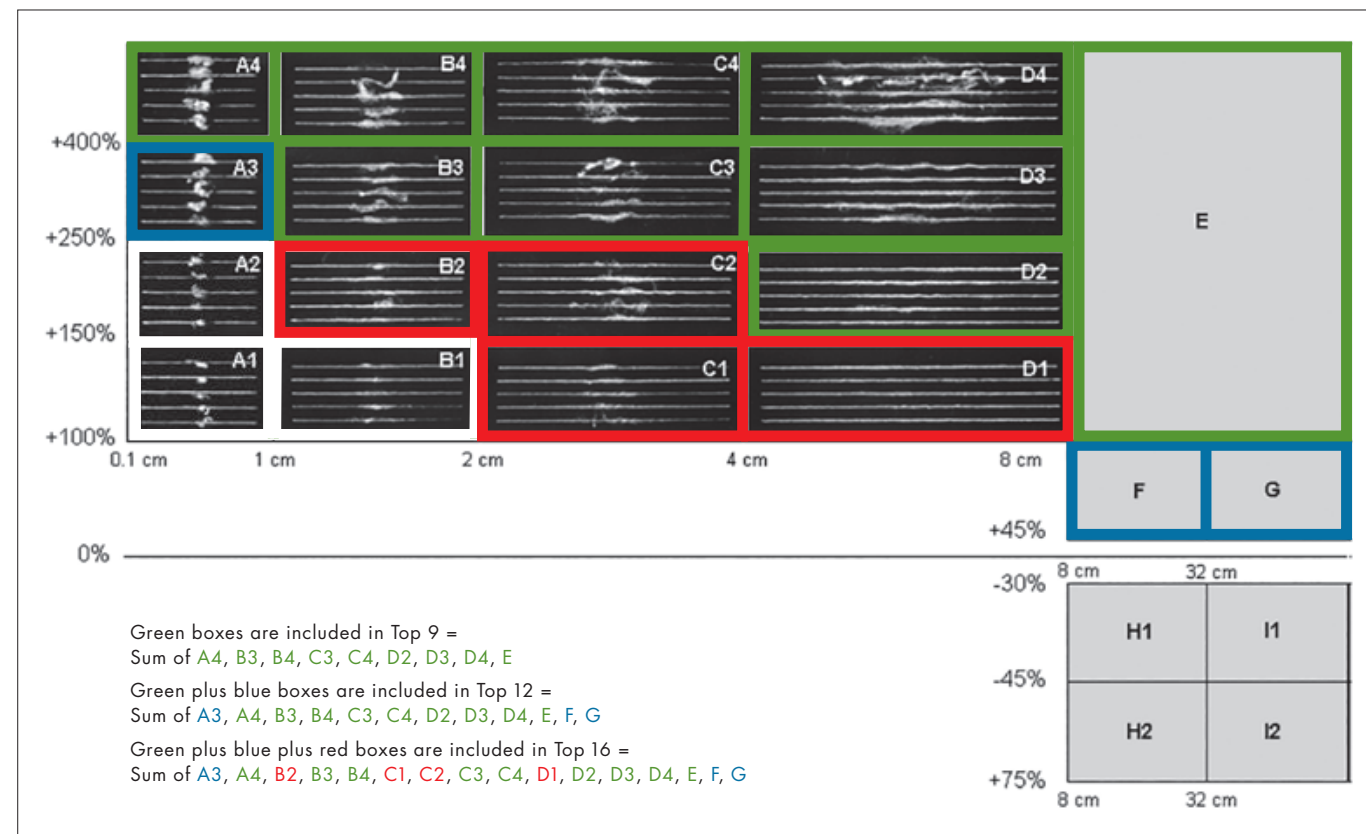 A4 B4 C4 D4
+400%
A3 B3 C3 D3
E
+250%
A2 B2 C2 D2
+150%
A1 B1 C1 D1
+100%
0.1 cm 1 cm 2 cm 4 cm 8 cm
F G
+45%
0%
8 cm 32 cm
-30%
H1 I1
-45%
H2 I2
+75%
8 cm 32 cm
Green boxes are included in Top 9 =
Sum of A4, B3, B4, C3, C4, D2, D3, D4, E
Green plus blue boxes are included in Top 12 =
Sum of A3, A4, B3, B4, C3, C4, D2, D3, D4, E, F, G
Green plus blue plus red boxes are included in Top 16 =
Sum of A3, A4, B2, B3, B4, C1, C2, C3, C4, D1, D2, D3, D4, E, F, G